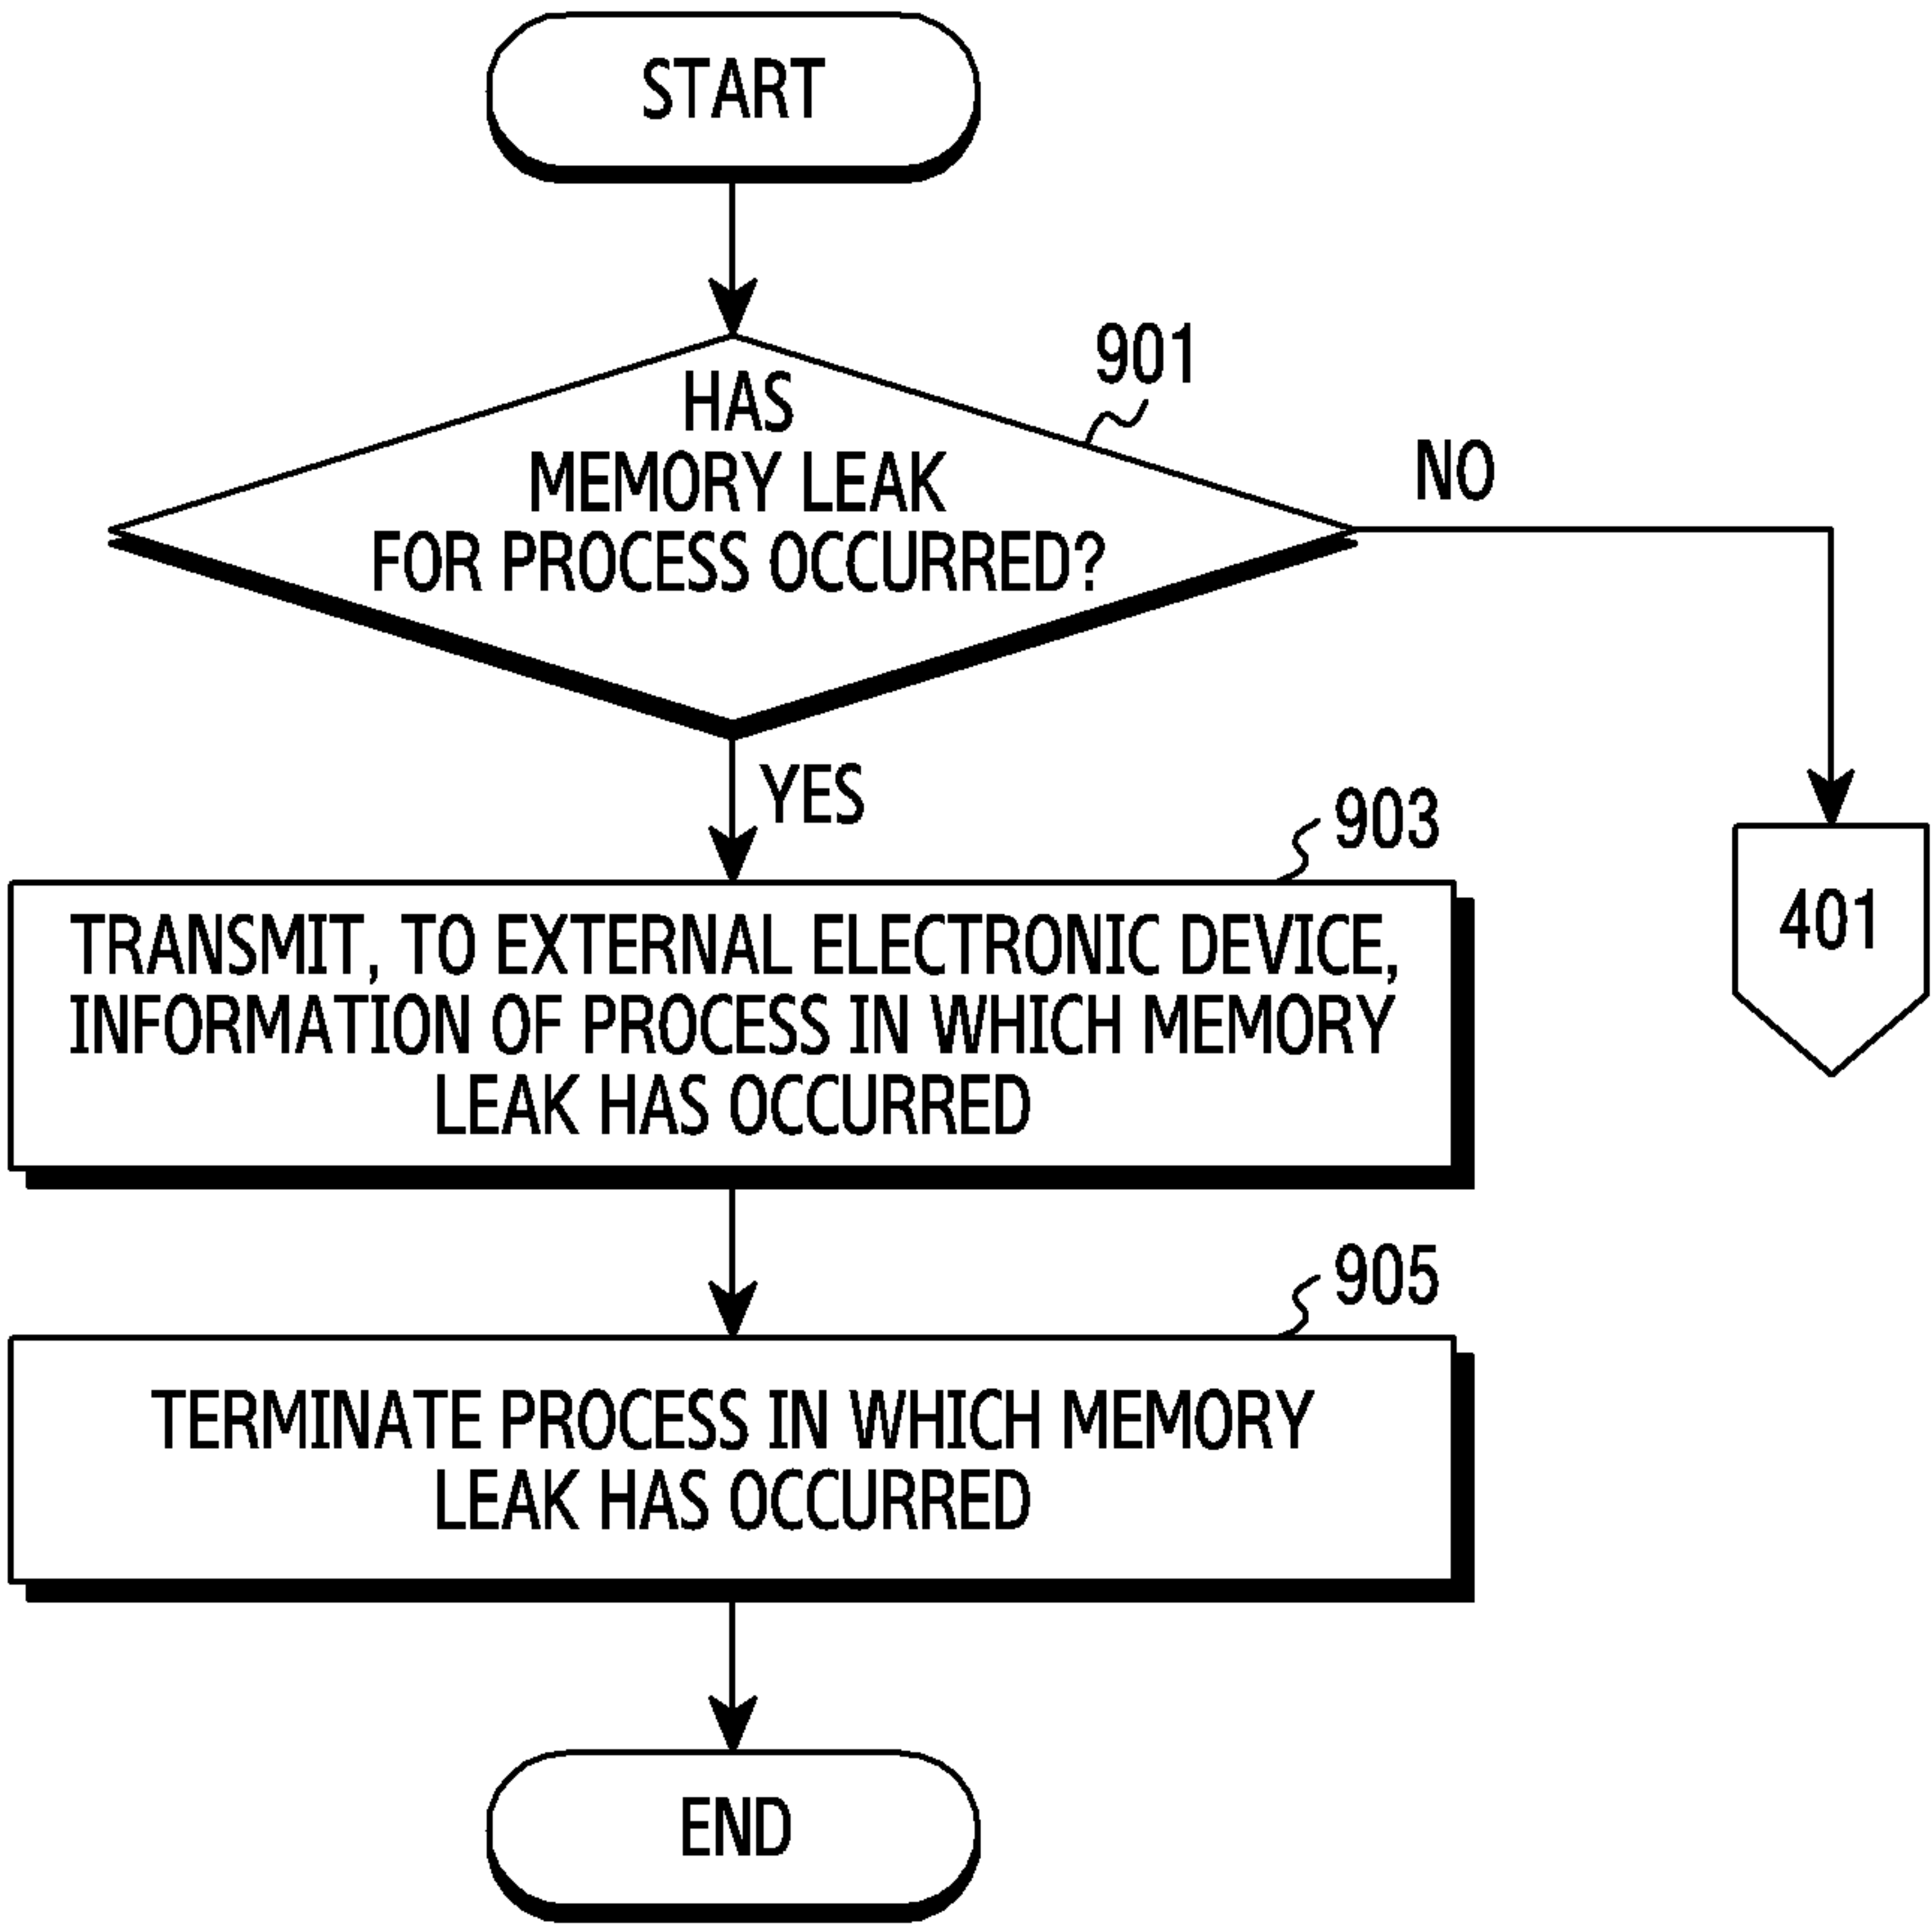 START
901
HAS
MEMORY LEAK
FOR PROCESS OCCURRED?
NO
YES
903
TRANSMIT, TO EXTERNAL ELECTRONIC DEVICE,
INFORMATION OF PROCESS IN WHICH MEMORY
LEAK HAS OCCURRED
401
905
TERMINATE PROCESS IN WHICH MEMORY
LEAK HAS OCCURRED
END